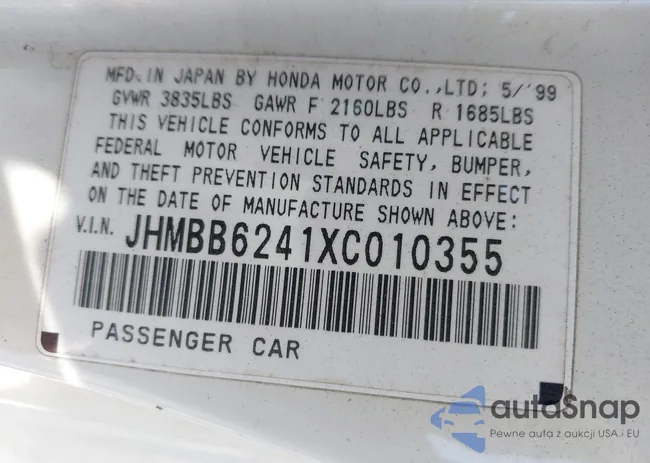 MFD. IN JAPAN BY HONDA MOTOR CO.,LTD; 5/'99
GVWR 3835LBS GAWR F 2160LBS R 1685LBS
THIS VEHICLE CONFORMS TO ALL APPLICABLE
FEDERAL MOTOR VEHICLE SAFETY, BUMPER,
AND THEFT PREVENTION STANDARDS IN EFFECT
ON THE DATE OF MANUFACTURE SHOWN ABOVE:
V.I.N. JHMBB6241XC010355
PASSENGER CAR
autoSnap
Pewne auta z aukcji USA i EU